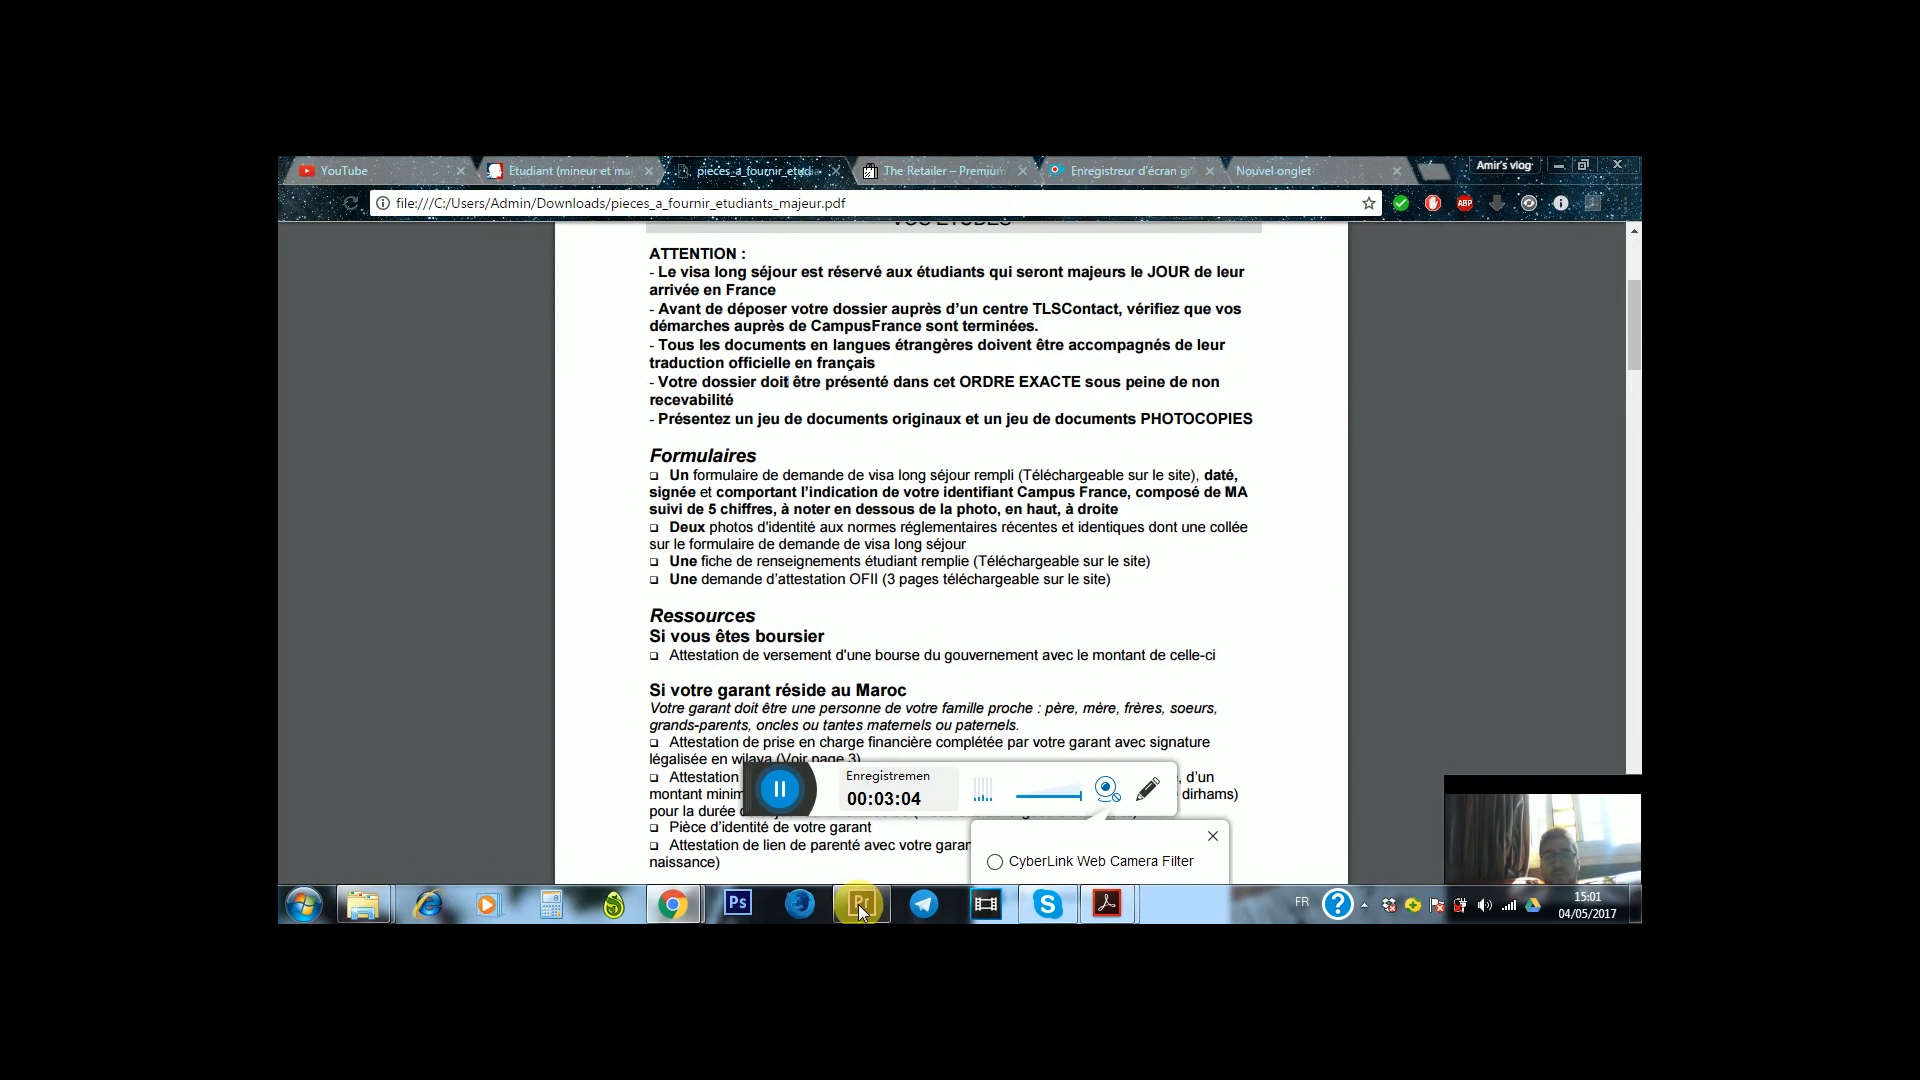 YouTube
Etudiant (mineur et maj
pieces_a_fournir_etudia
The Retailer – Premium
Enregistreur d'écran gr
Nouvel onglet
Amir's vlog
file:///C:/Users/Admin/Downloads/pieces_a_fournir_etudiants_majeur.pdf
ABP
VOS ETUDES
ATTENTION :
- Le visa long séjour est réservé aux étudiants qui seront majeurs le JOUR de leur
arrivée en France
- Avant de déposer votre dossier auprès d'un centre TLSContact, vérifiez que vos
démarches auprès de CampusFrance sont terminées.
- Tous les documents en langues étrangères doivent être accompagnés de leur
traduction officielle en français
- Votre dossier doit être présenté dans cet ORDRE EXACTE sous peine de non
recevabilité
- Présentez un jeu de documents originaux et un jeu de documents PHOTOCOPIES
Formulaires
❑ Un formulaire de demande de visa long séjour rempli (Téléchargeable sur le site), daté,
signée et comportant l'indication de votre identifiant Campus France, composé de MA
suivi de 5 chiffres, à noter en dessous de la photo, en haut, à droite
❑ Deux photos d'identité aux normes réglementaires récentes et identiques dont une collée
sur le formulaire de demande de visa long séjour
❑ Une fiche de renseignements étudiant remplie (Téléchargeable sur le site)
❑ Une demande d'attestation OFII (3 pages téléchargeable sur le site)
Ressources
Si vous êtes boursier
❑ Attestation de versement d'une bourse du gouvernement avec le montant de celle-ci
Si votre garant réside au Maroc
Votre garant doit être une personne de votre famille proche : père, mère, frères, soeurs,
grands-parents, oncles ou tantes maternels ou paternels.
❑ Attestation de prise en charge financière complétée par votre garant avec signature
légalisée en wilaya (Voir page 3)
❑ Attestation , d'un
montant minim dirhams)
pour la durée
❑ Pièce d'identité de votre garant
❑ Attestation de lien de parenté avec votre garan
naissance)
Enregistremen
00:03:04
CyberLink Web Camera Filter
Ps
Pr
FR
15:01
04/05/2017